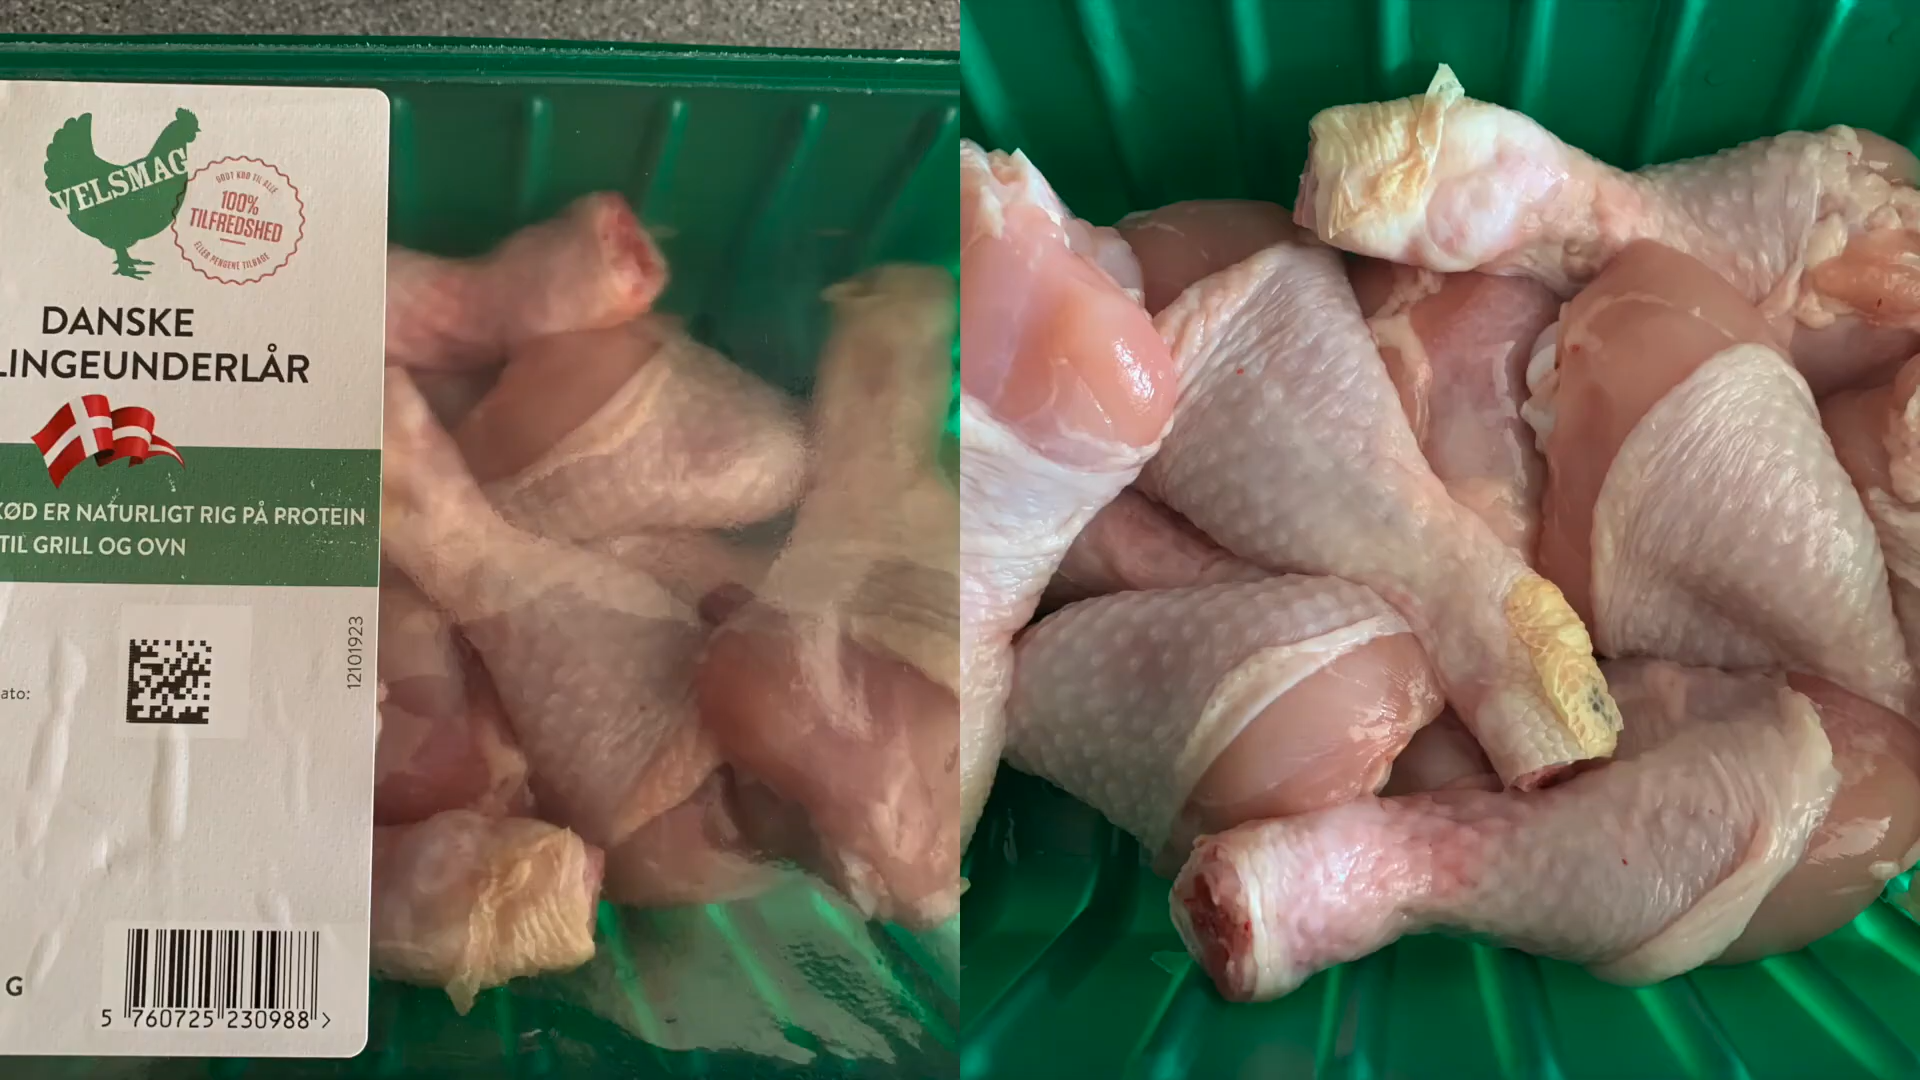 VELSMAG
GODT KØD TIL ALLE
100%
TILFREDSHED
ELLER PENGENE TILBAGE
DANSKE
LINGEUNDERLÅR
KØD ER NATURLIGT RIG PÅ PROTEIN
TIL GRILL OG OVN
12101923
ato:
G
5 760725 230988 >